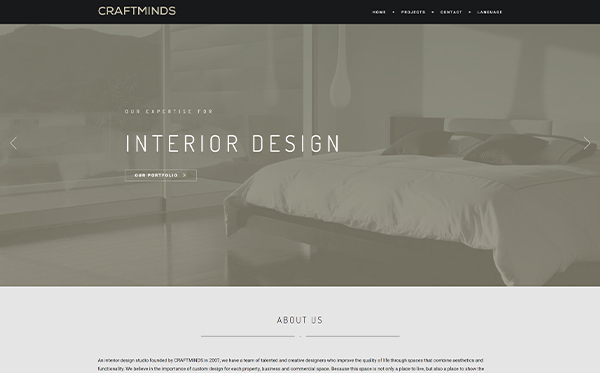 CRAFTMINDS
HOME • PROJECTS • CONTACT • LANGUAGE
OUR EXPERTISE FOR
INTERIOR DESIGN
OUR PORTFOLIO >
ABOUT US
An interior design studio founded by CRAFTMINDS in 2007, we have a team of talented and creative designers who improve the quality of life through spaces that combine aesthetics and
functionality. We believe in the importance of custom design for each property, business and commercial space. Because this space is not only a place to live, but also a place to show the